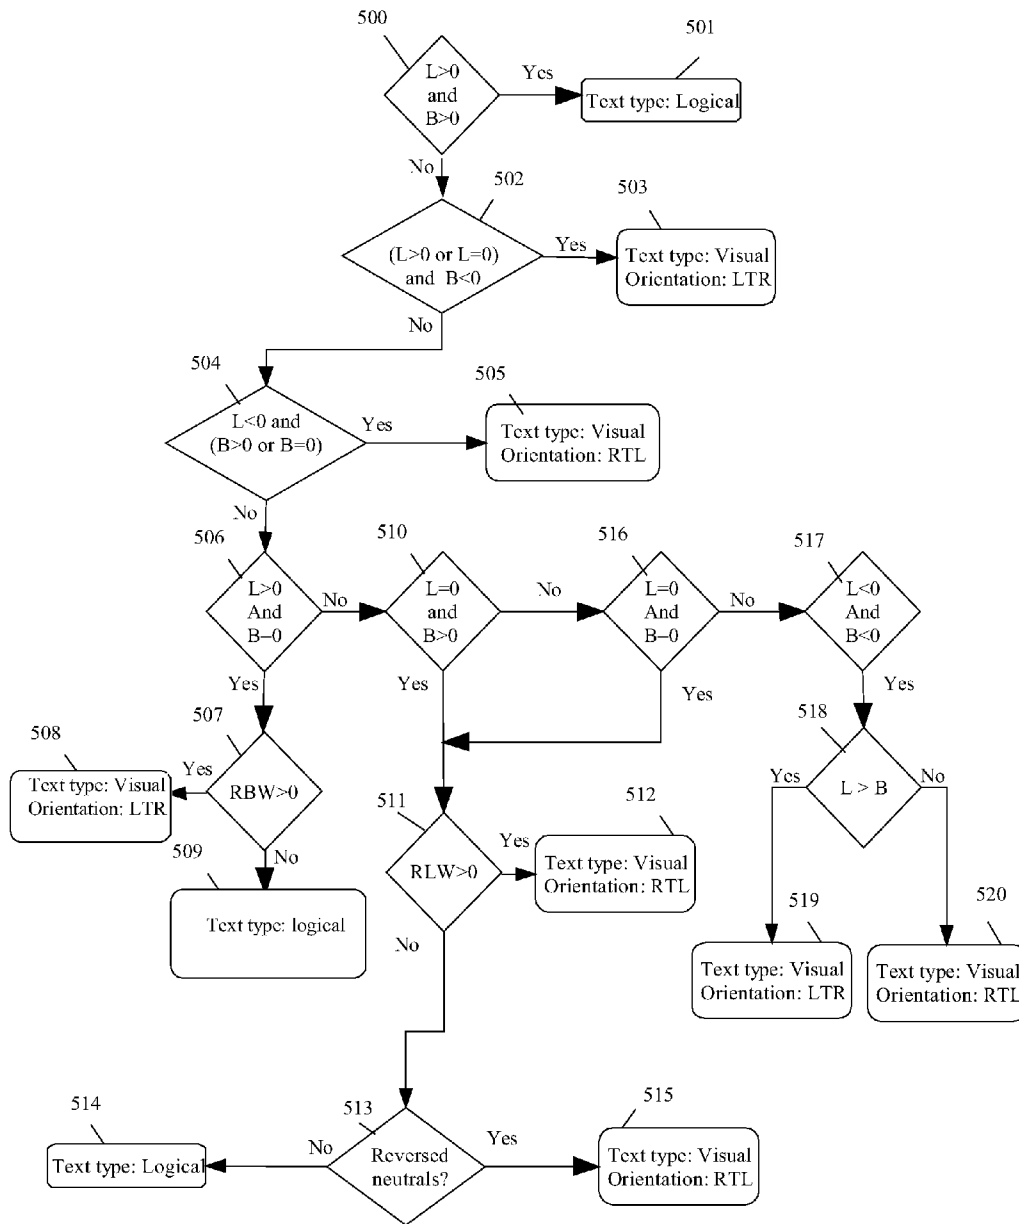 500
L>0
and
B>0
Yes
501
Text type: Logical
No
502
(L>0 or L=0)
and B<0
Yes
503
Text type: Visual
Orientation: LTR
No
504
L<0 and
(B>0 or B=0)
Yes
505
Text type: Visual
Orientation: RTL
No
506
L>0
And
B=0
No
510
L=0
and
B>0
No
516
L=0
And
B=0
No
517
L<0
And
B<0
Yes
Yes
Yes
Yes
507
RBW>0
Yes
508
Text type: Visual
Orientation: LTR
No
509
Text type: logical
511
RLW>0
Yes
512
Text type: Visual
Orientation: RTL
No
518
L > B
Yes
No
519
Text type: Visual
Orientation: LTR
520
Text type: Visual
Orientation: RTL
513
Reversed
neutrals?
No
514
Text type: Logical
Yes
515
Text type: Visual
Orientation: RTL